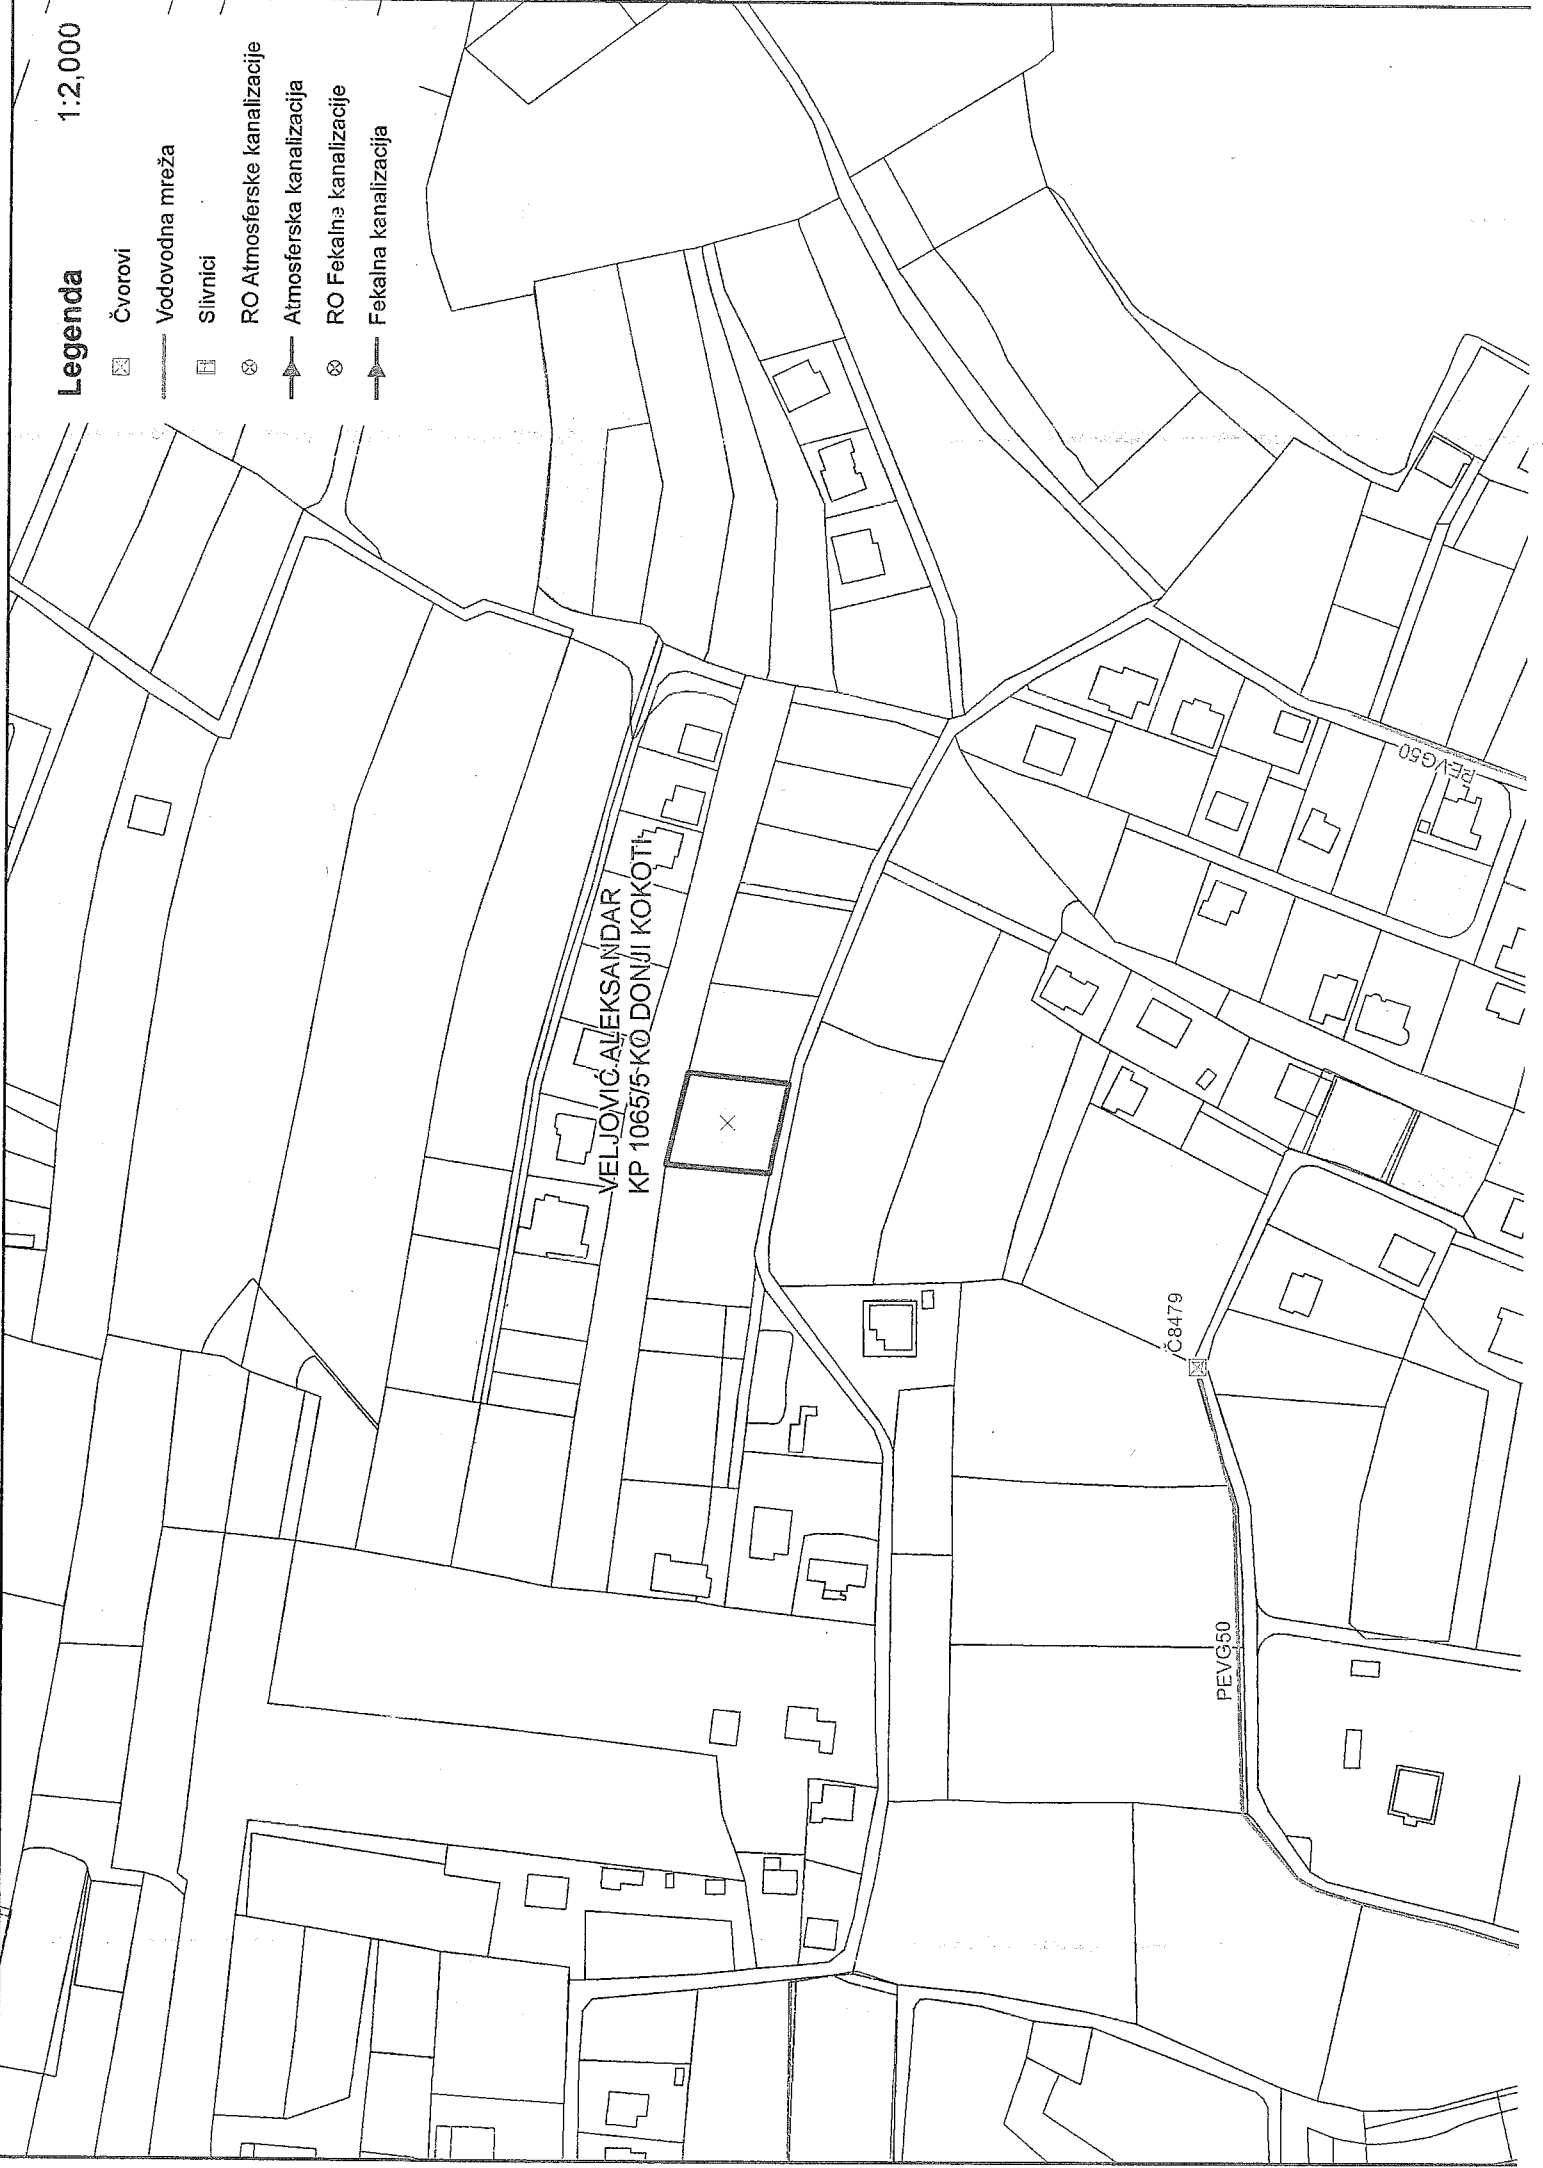 Legenda 1:2,000
Čvorovi
Vodovodna mreža
Slivnici
RO Atmosferske kanalizacije
Atmosferska kanalizacija
RO Fekalne kanalizacije
Fekalna kanalizacija
VELJOVIĆ ALEKSANDAR
KP 1065/5 KO DONJI KOKOTI
PEVG50
Č8479
PEVG50